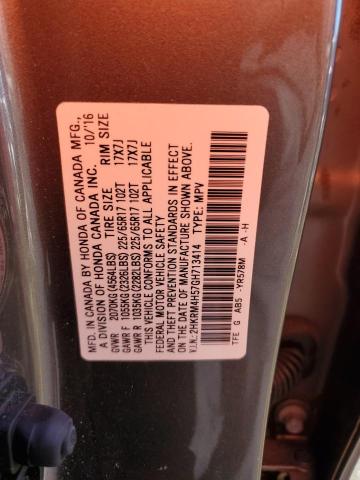 MFD. IN CANADA BY HONDA OF CANADA MFG.,
A DIVISION OF HONDA CANADA INC. 10/16
TIRE SIZE RIM SIZE
GVWR 2070KG (4564LBS)
GAWR F 1055KG (2326LBS) 225/65R17 102T 17X7J
GAWR R 1035KG (2282LBS) 225/65R17 102T 17X7J
THIS VEHICLE CONFORMS TO ALL APPLICABLE
FEDERAL MOTOR VEHICLE SAFETY
AND THEFT PREVENTION STANDARDS IN EFFECT
ON THE DATE OF MANUFACTURE SHOWN ABOVE.
V.I.N.: 2HKRM4H57GH713414 TYPE: MPV
TFE G AB5 -YR578M -A -H